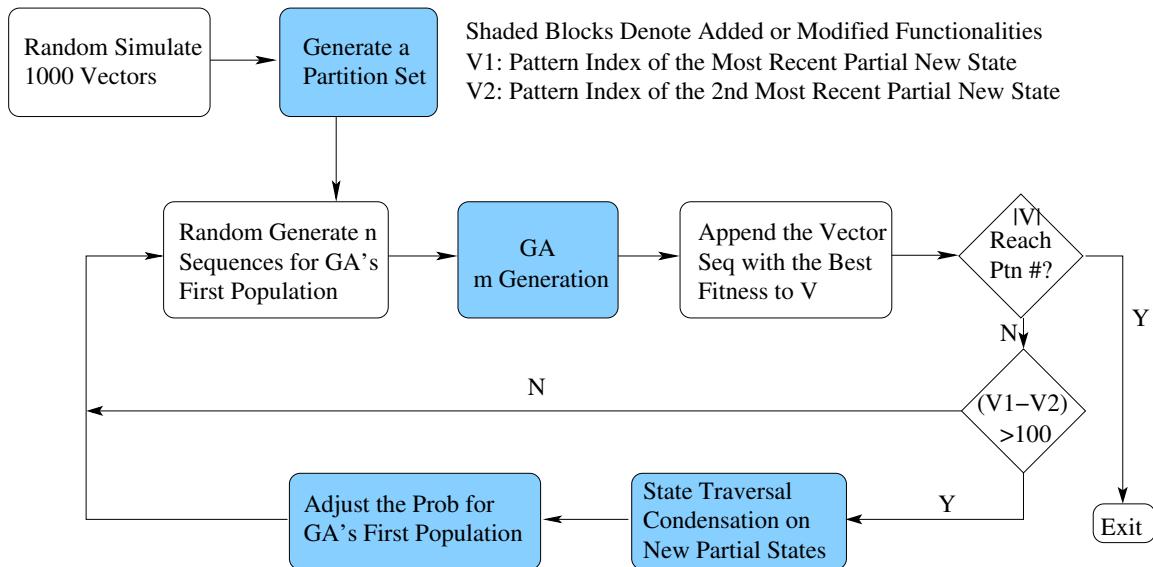 Random Simulate
1000 Vectors
Generate a
Partition Set
Shaded Blocks Denote Added or Modified Functionalities
V1: Pattern Index of the Most Recent Partial New State
V2: Pattern Index of the 2nd Most Recent Partial New State
Random Generate n
Sequences for GA's
First Population
GA
m Generation
Append the Vector
Seq with the Best
Fitness to V
|V|
Reach
Ptn #?
Y
N
(V1−V2)
>100
N
Y
State Traversal
Condensation on
New Partial States
Adjust the Prob for
GA's First Population
Exit